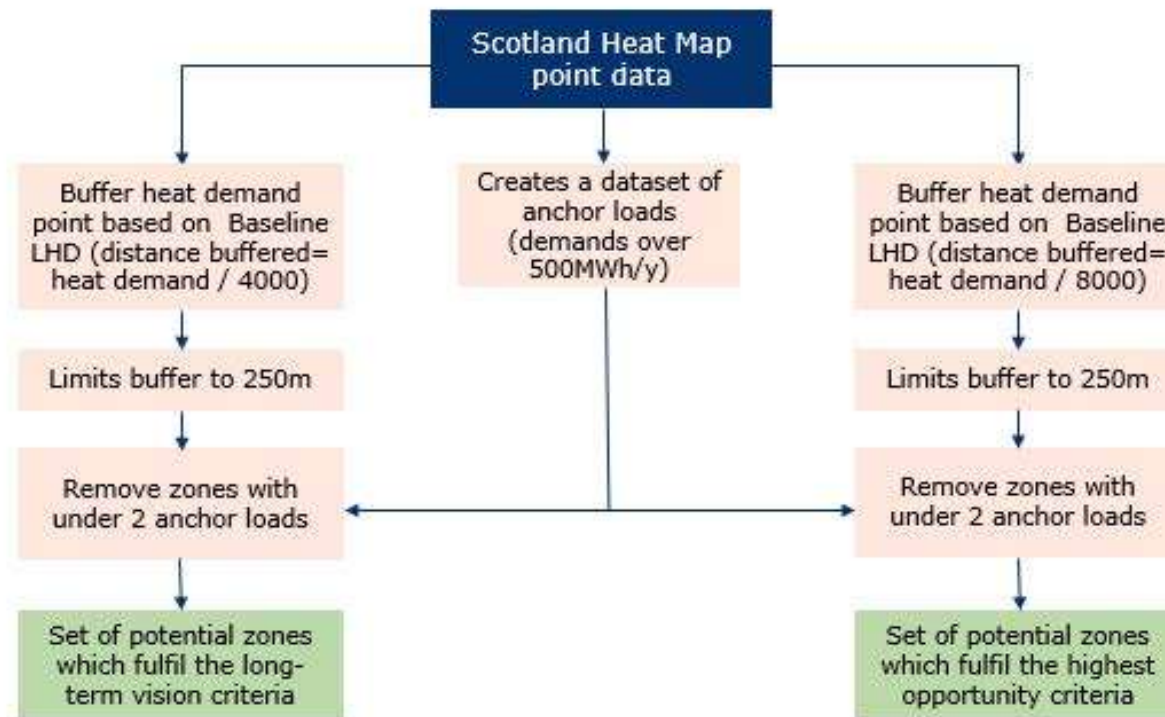 Scotland Heat Map
point data
Buffer heat demand
point based on Baseline
LHD (distance buffered=
heat demand / 4000)
Creates a dataset of
anchor loads
(demands over
500MWh/y)
Buffer heat demand
point based on Baseline
LHD (distance buffered=
heat demand / 8000)
Limits buffer to 250m
Limits buffer to 250m
Remove zones with
under 2 anchor loads
Remove zones with
under 2 anchor loads
Set of potential zones
which fulfil the long-
term vision criteria
Set of potential zones
which fulfil the highest
opportunity criteria